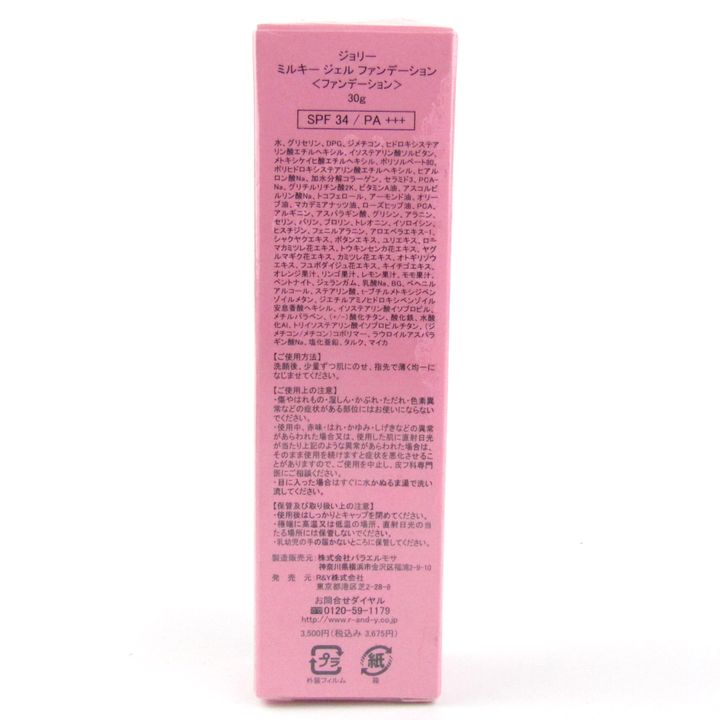 ジョリー
ミルキー ジェル ファンデーション
＜ファンデーション＞
30g
SPF 34 / PA +++
水、グリセリン、DPG、ジメチコン、ヒドロキシステア
リン酸エチルヘキシル、イソステアリン酸ソルビタン、
メトキシケイヒ酸エチルヘキシル、ポリソルベート80、
ポリヒドロキシステアリン酸エチルヘキシル、ヒアル
ロン酸Na、加水分解コラーゲン、セラミド3、PCA-
Na、グリチルリチン酸2K、ビタミンA油、アスコルビ
ルリン酸Na、トコフェロール、アーモンド油、オリー
ブ油、マカデミアナッツ油、ローズヒップ油、PCA、
アルギニン、アスパラギン酸、グリシン、アラニン、
セリン、バリン、プロリン、トレオニン、イソロイシン、
ヒスチジン、フェニルアラニン、アロエベラエキス-1、
シャクヤクエキス、ボタンエキス、ユリエキス、ロー
マカミツレ花エキス、トウキンセンカ花エキス、ヤグ
ルマギク花エキス、カミツレ花エキス、オトギリソウ
エキス、フユボダイジュ花エキス、キイチゴエキス、
オレンジ果汁、リンゴ果汁、レモン果汁、モモ果汁、
ベントナイト、ジェランガム、乳酸Na、BG、ベヘニル
アルコール、ステアリン酸、t-ブチルメトキシジベン
ゾイルメタン、ジエチルアミノヒドロキシベンゾイル
安息香酸ヘキシル、イソステアリン酸イソプロピル、
メチルパラベン、(+/-)酸化チタン、酸化鉄、水酸
化Al、トリイソステアリン酸イソプロピルチタン、(ジ
メチコン/メチコン)コポリマー、ラウロイルアスパラ
ギン酸Na、塩化亜鉛、タルク、マイカ
【ご使用方法】
洗顔後、少量ずつ肌にのせ、指先で薄く均一に
なじませてください。
【ご使用上の注意】
・傷やはれもの・湿しん・かぶれ・ただれ・色素異
常などの症状がある部位にはお使いにならない
でください。
・使用中、赤味・はれ・かゆみ・しげきなどの異常
があらわれた場合又は、使用した肌に直射日光
が当たり上記のような異常があらわれた場合は、
そのまま使用を続けますと症状を悪化させること
がありますので、ご使用を中止し、皮フ科専門
医にご相談ください。
・目に入った場合はすぐに水かぬるま湯で洗い
流してください。
【保管及び取り扱い上の注意】
・使用後はしっかりとキャップを閉めてください。
・極端に高温又は低温の場所、直射日光の当
たる場所には保管しないでください。
・乳幼児の手の届かないところに保管してください。
製造販売元：株式会社パラエルモサ
神奈川県横浜市金沢区福浦2-9-10
発 売 元：R&Y株式会社
東京都港区芝2-28-8
お問合せダイヤル
0120-59-1179
http://www.r-and-y.co.jp
3,500円(税込み 3,675円)
プラ
紙
外装フィルム
箱